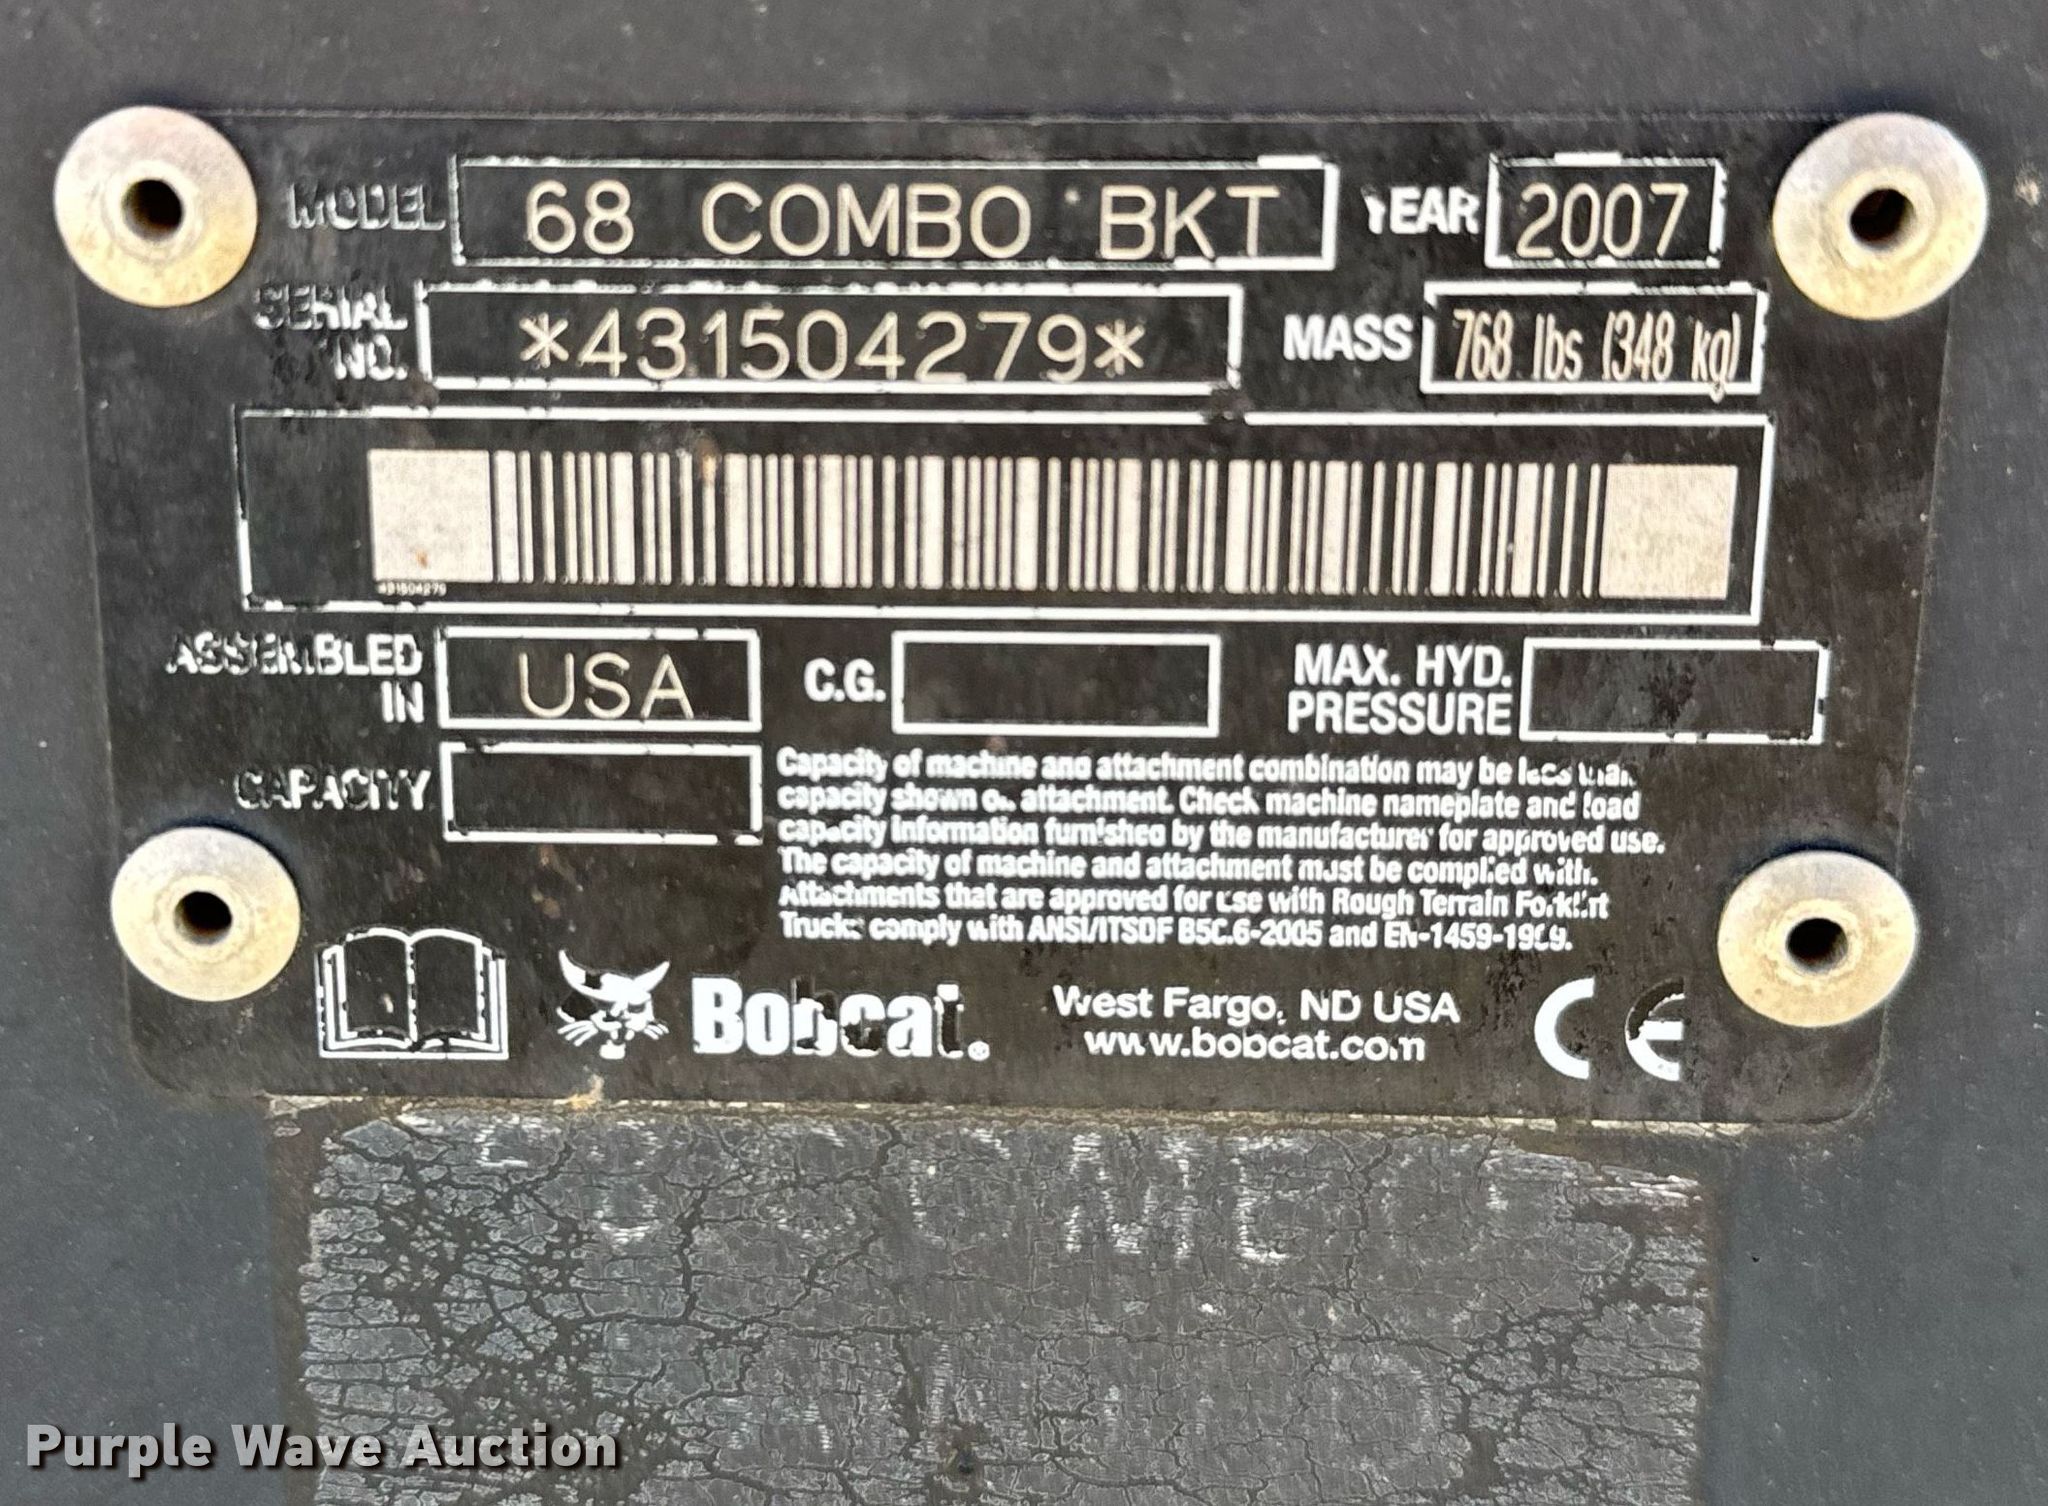 MODEL 68 COMBO BKT YEAR 2007
SERIAL NO. *431504279* MASS 768 lbs (348 kg)
431504279
ASSEMBLED IN USA C.G. MAX. HYD. PRESSURE
CAPACITY
Capacity of machine and attachment combination may be less than
capacity shown on attachment. Check machine nameplate and load
capacity information furnished by the manufacturer for approved use.
The capacity of machine and attachment must be complied with.
Attachments that are approved for use with Rough Terrain Forklift
Trucks comply with ANSI/ITSDF B56.6-2005 and EN-1459-1999.
Bobcat® West Fargo, ND USA
www.bobcat.com
CE
Purple Wave Auction